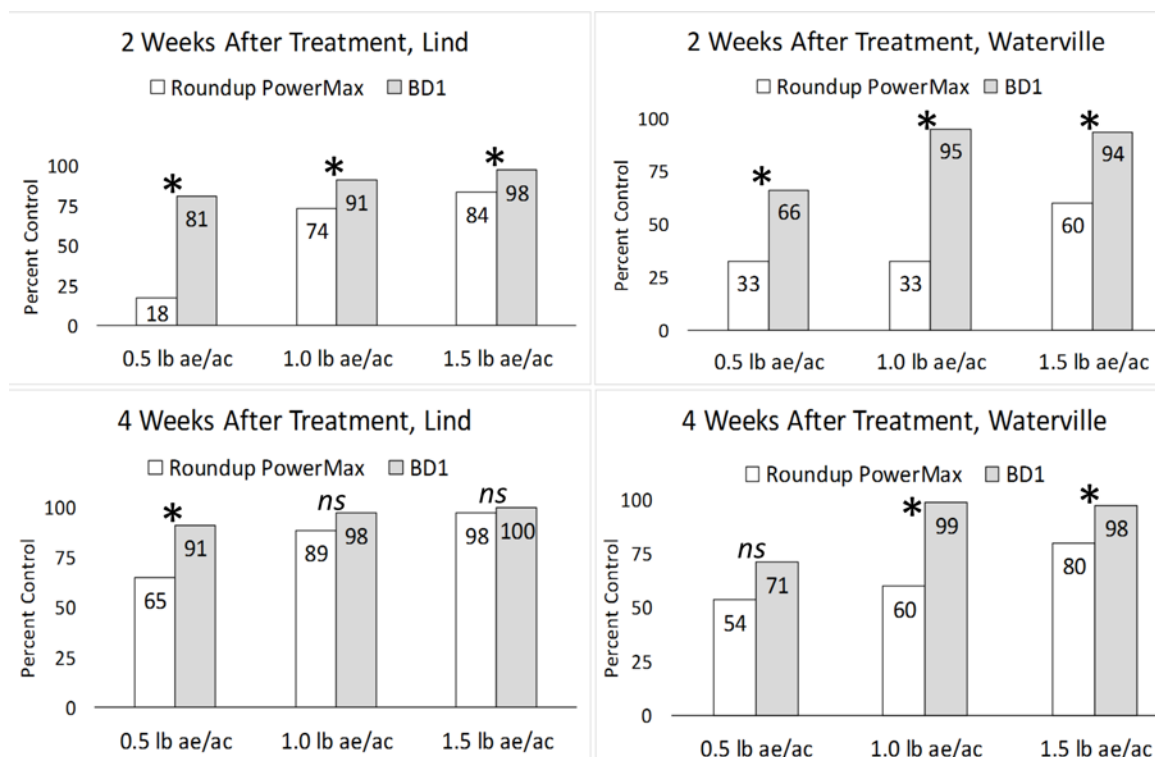 2 Weeks After Treatment, Lind
Roundup PowerMax BD1
Percent Control
100
75
50
25
0
*
*
*
18
81
74
91
84
98
0.5 lb ae/ac 1.0 lb ae/ac 1.5 lb ae/ac
2 Weeks After Treatment, Waterville
Roundup PowerMax BD1
Percent Control
100
75
50
25
0
*
*
*
33
66
33
95
60
94
0.5 lb ae/ac 1.0 lb ae/ac 1.5 lb ae/ac
4 Weeks After Treatment, Lind
Roundup PowerMax BD1
Percent Control
100
75
50
25
0
*
ns
ns
65
91
89
98
98
100
0.5 lb ae/ac 1.0 lb ae/ac 1.5 lb ae/ac
4 Weeks After Treatment, Waterville
Roundup PowerMax BD1
Percent Control
100
75
50
25
0
ns
*
*
54
71
60
99
80
98
0.5 lb ae/ac 1.0 lb ae/ac 1.5 lb ae/ac